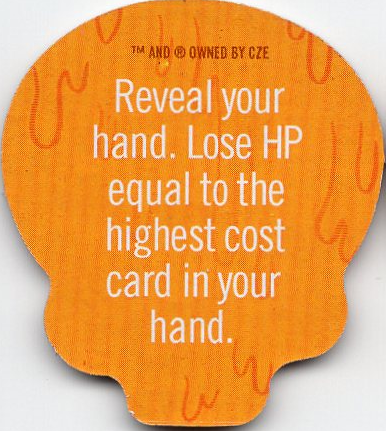 ™ AND ® OWNED BY CZE
Reveal your
hand. Lose HP
equal to the
highest cost
card in your
hand.